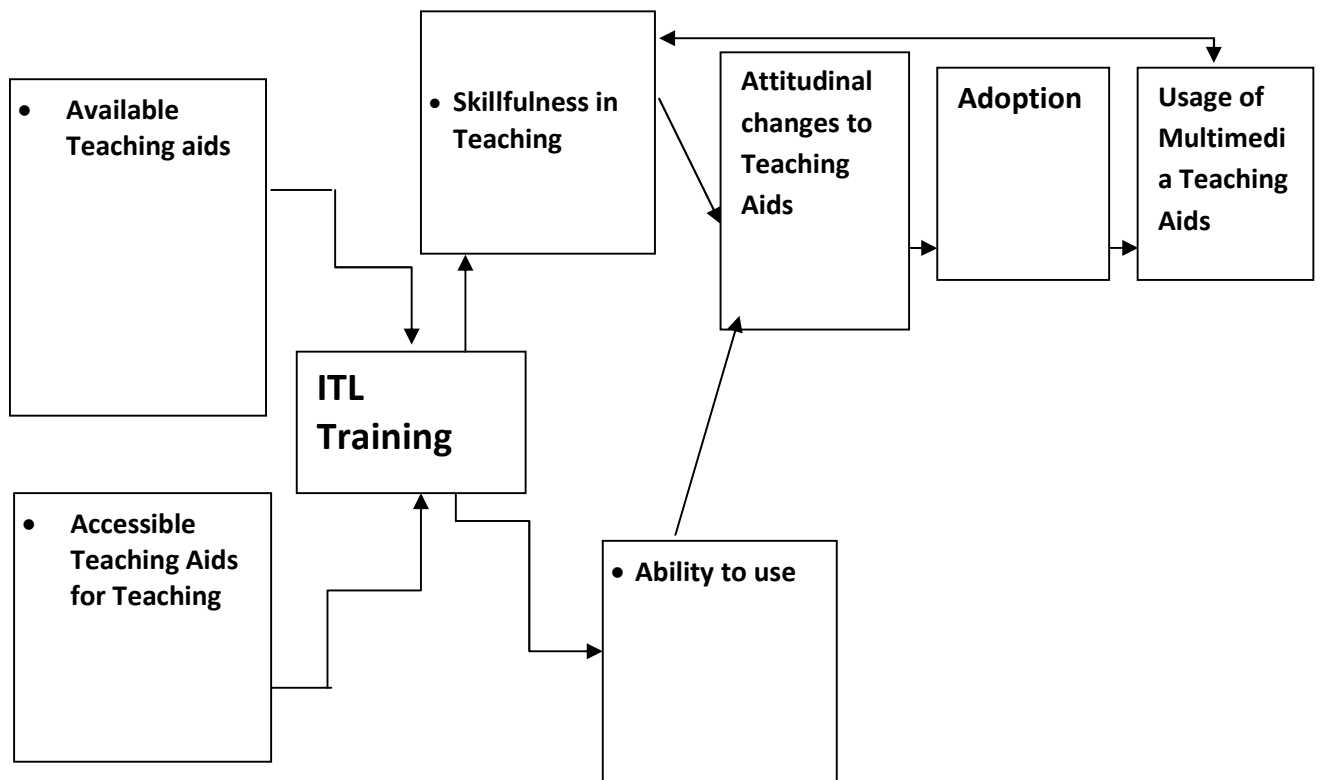 • Available
Teaching aids
• Skillfulness in
Teaching
Attitudinal
changes to
Teaching
Aids
Adoption
Usage of
Multimedi
a Teaching
Aids
ITL
Training
• Accessible
Teaching Aids
for Teaching
• Ability to use